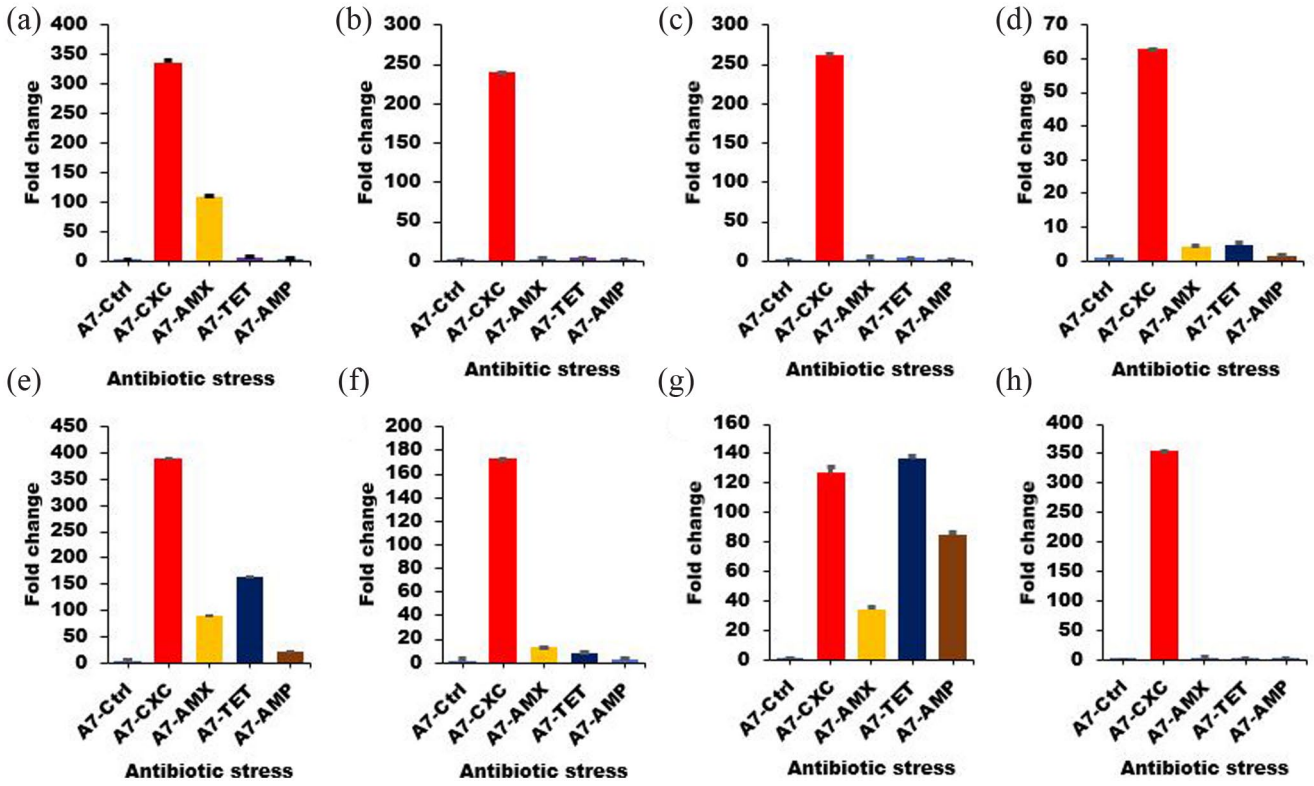 (a)
400
350
300
250
200
150
100
50
0
Fold change
A7-Ctrl
A7-CXC
A7-AMX
A7-TET
A7-AMP
Antibiotic stress
(b)
300
250
200
150
100
50
0
Fold change
A7-Ctrl
A7-CXC
A7-AMX
A7-TET
A7-AMP
Antibitic stress
(c)
300
250
200
150
100
50
0
Fold change
A7-Ctrl
A7-CXC
A7-AMX
A7-TET
A7-AMP
Antibiotic stress
(d)
70
60
50
40
30
20
10
0
Fold change
A7-Ctrl
A7-CXC
A7-AMX
A7-TET
A7-AMP
Antibiotic stress
(e)
450
400
350
300
250
200
150
100
50
0
Fold change
A7-Ctrl
A7-CXC
A7-AMX
A7-TET
A7-AMP
Antibiotic stress
(f)
200
180
160
140
120
100
80
60
40
20
0
Fold change
A7-Ctrl
A7-CXC
A7-AMX
A7-TET
A7-AMP
Antibiotic stress
(g)
160
140
120
100
80
60
40
20
0
Fold change
A7-Ctrl
A7-CXC
A7-AMX
A7-TET
A7-AMP
Antibiotic stress
(h)
400
350
300
250
200
150
100
50
0
Fold change
A7-Ctrl
A7-CXC
A7-AMX
A7-TET
A7-AMP
Antibiotic stress